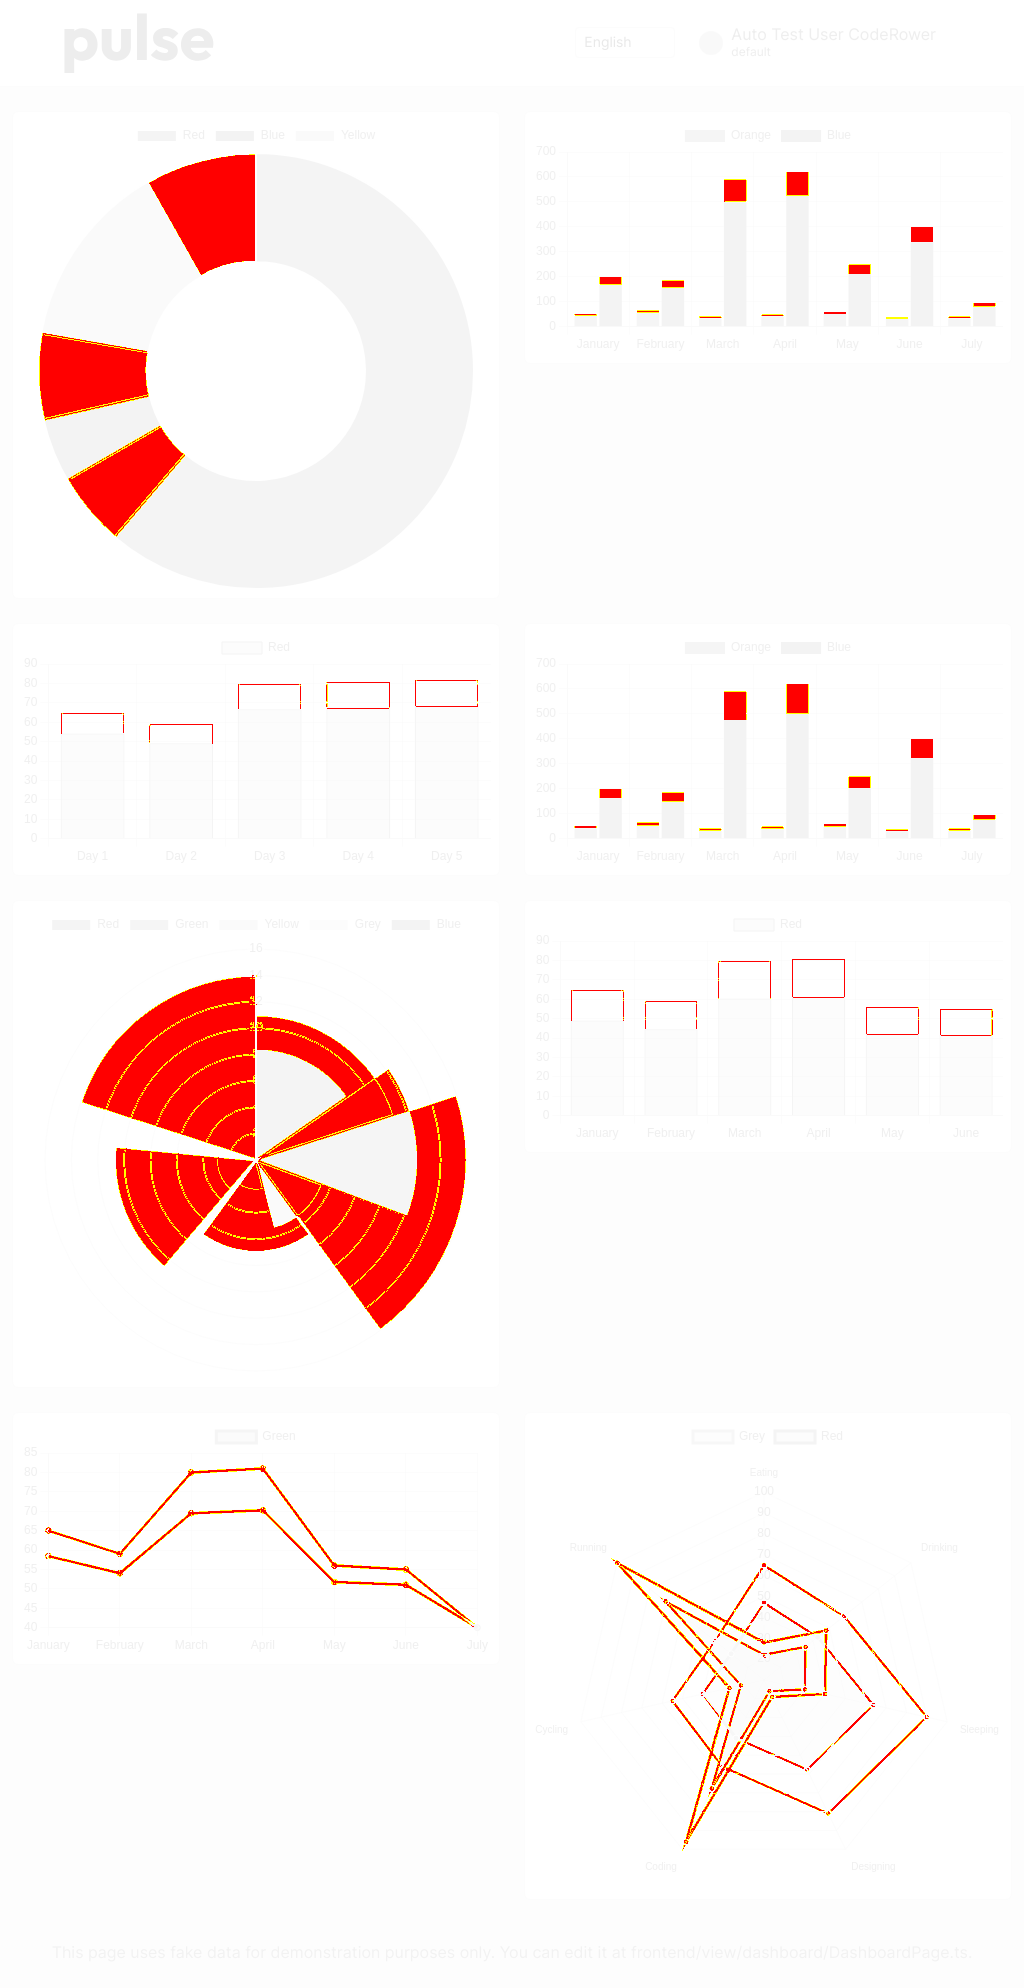 pulse
English
Auto Test User CodeRower
default
Red Blue Yellow
Orange Blue
700
600
500
400
300
200
100
0
January February March April May June July
Red
90
80
70
60
50
40
30
20
10
0
Day 1 Day 2 Day 3 Day 4 Day 5
Orange Blue
700
600
500
400
300
200
100
0
January February March April May June July
Red Green Yellow Grey Blue
16
Red
90
80
70
60
50
40
30
20
10
0
January February March April May June
Green
85
80
75
70
65
60
55
50
45
40
January February March April May June July
Grey Red
Eating
100
90
80
70
Running
Drinking
Cycling
Sleeping
Coding
Designing
This page uses fake data for demonstration purposes only. You can edit it at frontend/view/dashboard/DashboardPage.ts.